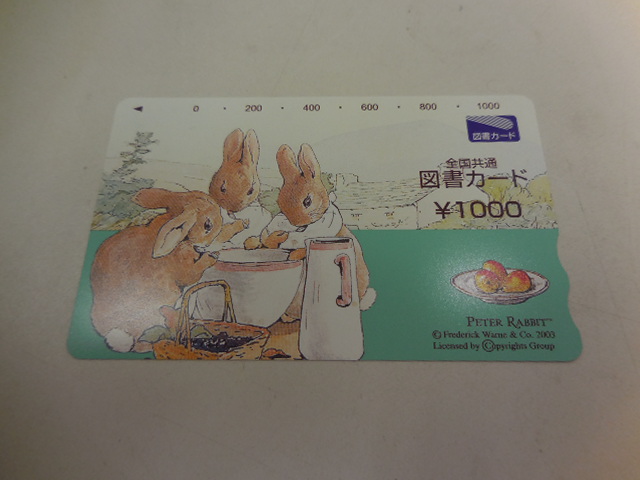 ◀ 0 ・ 200 ・ 400 ・ 600 ・ 800 ・ 1000
図書カード
全国共通
図書カード
¥1000
PETER RABBIT™
© Frederick Warne & Co. 2003
Licensed by Copyrights Group